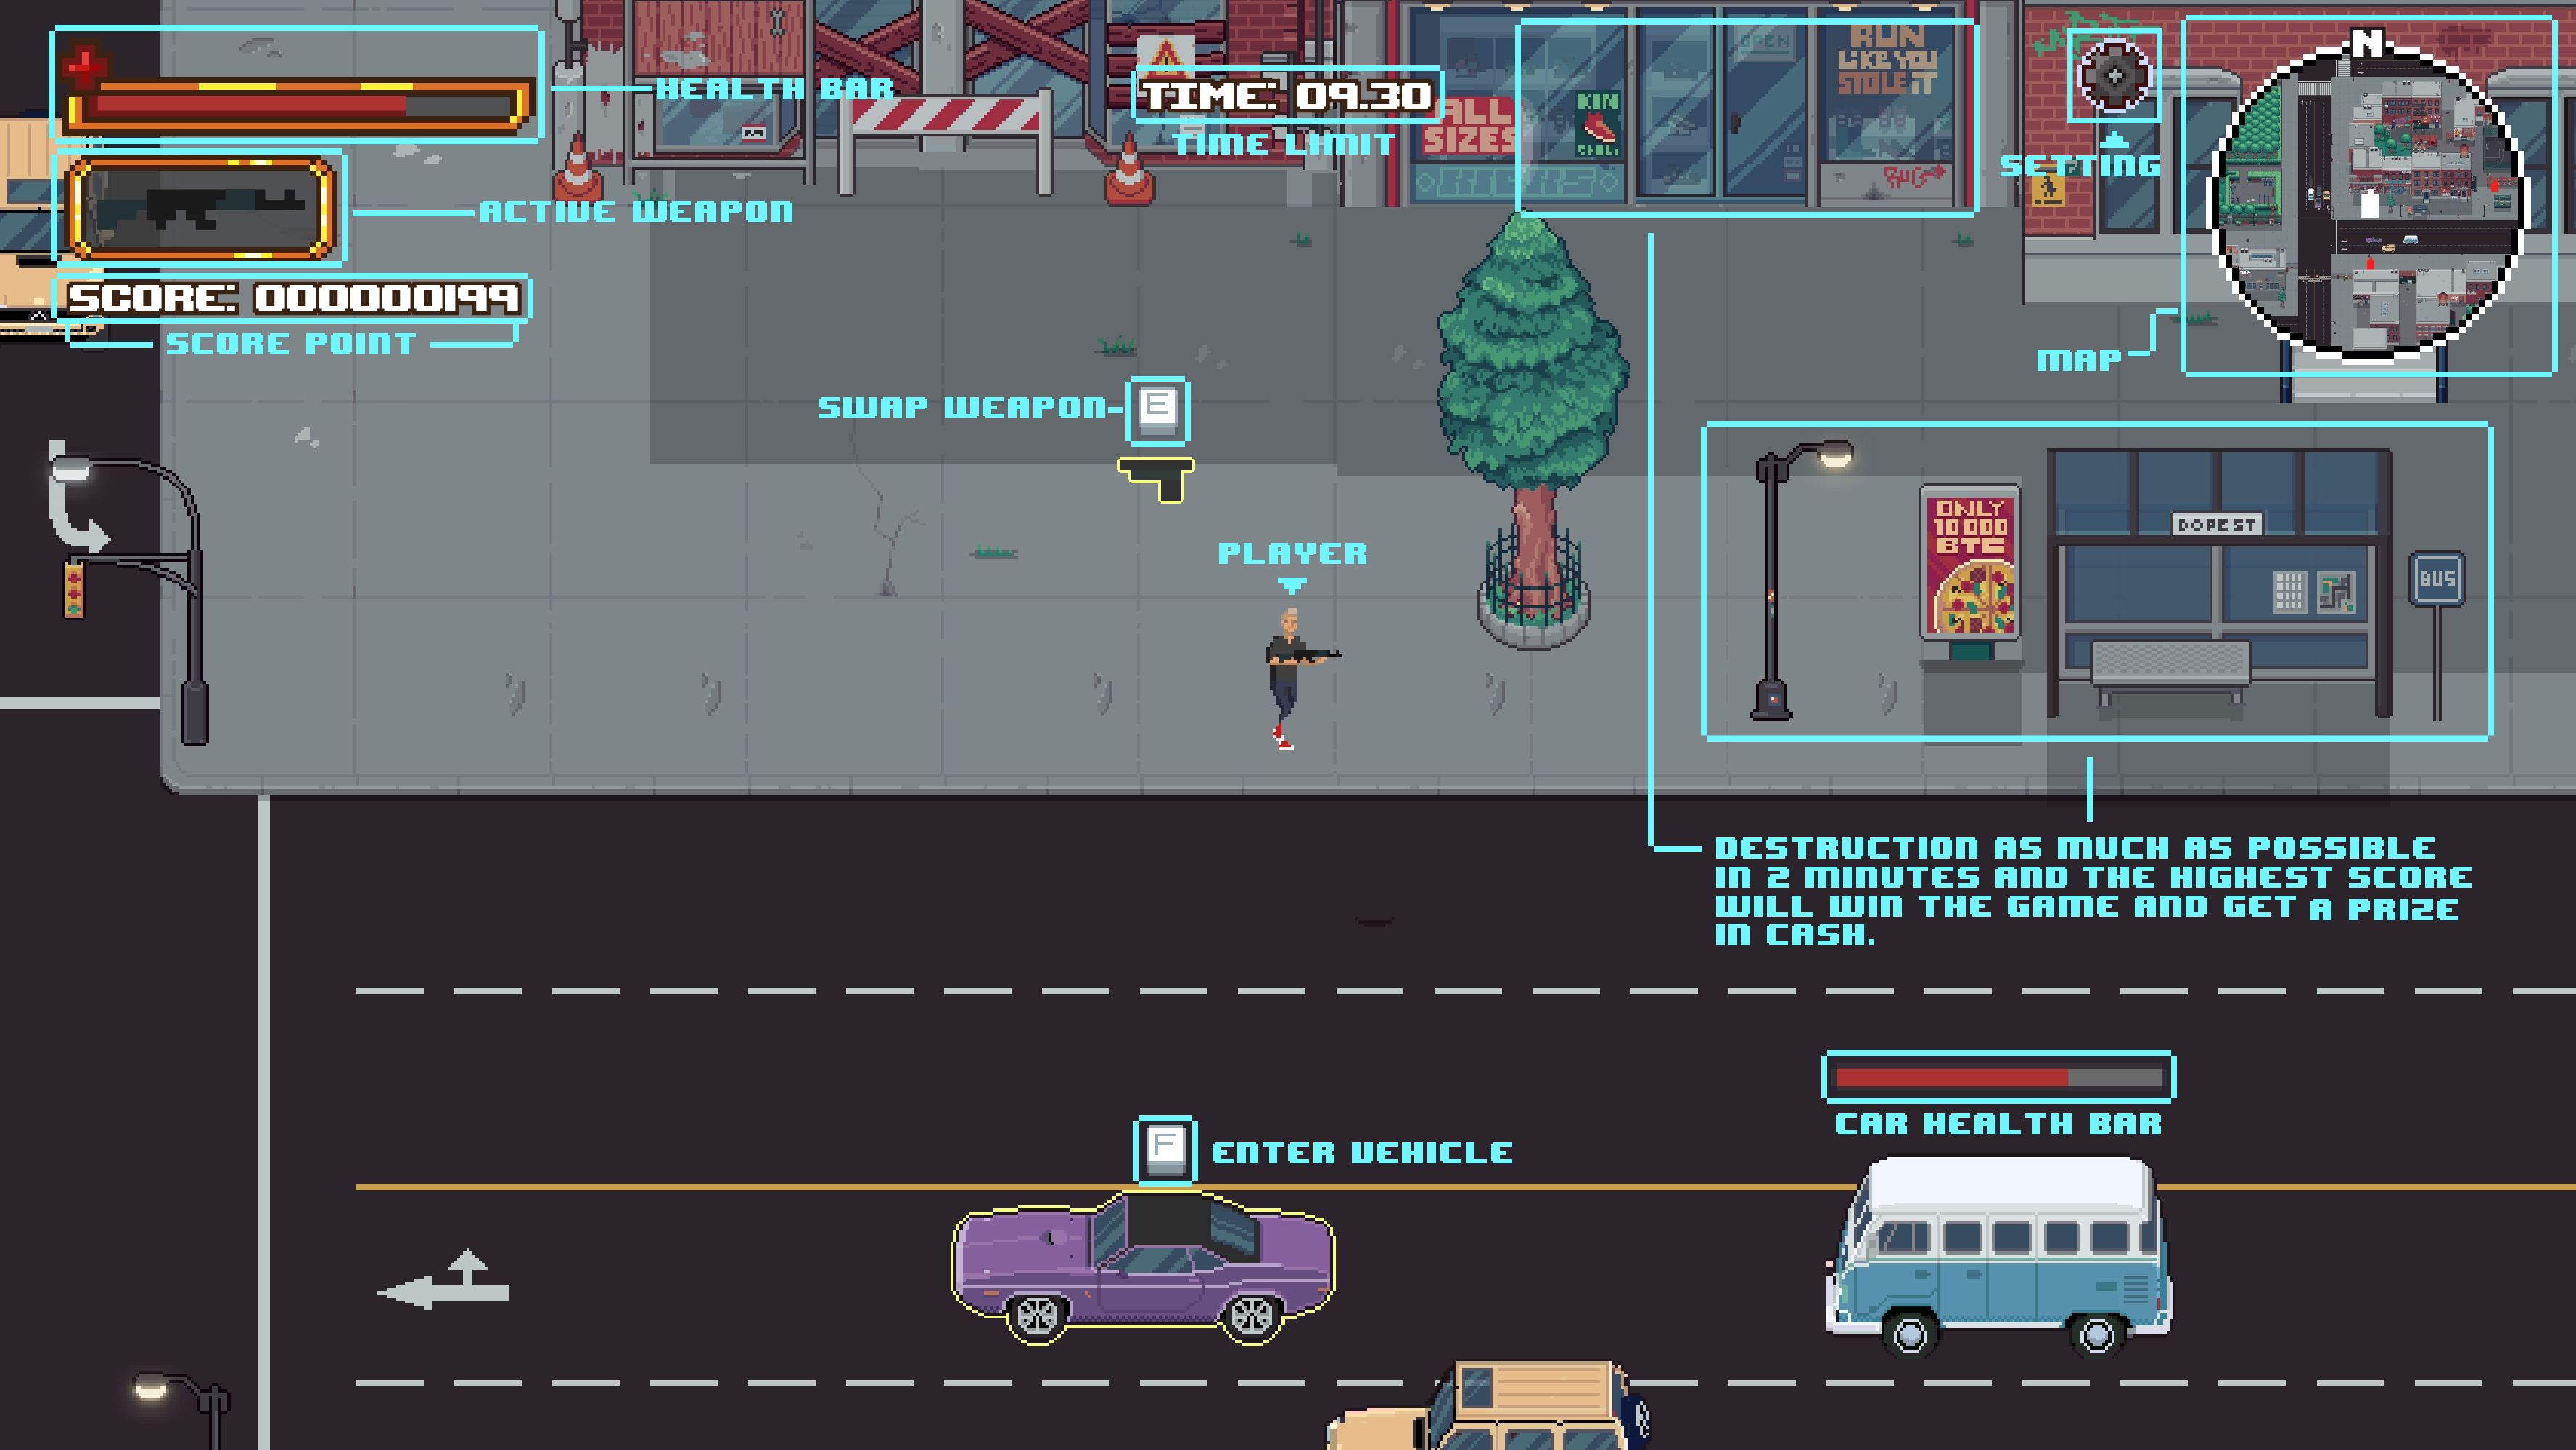 HEALTH BAR
TIME: 09.30
TIME LIMIT
ALL
SIZES
KIN
OPEN
RUN
LIKE YOU
STOLE IT
N
SETTING
ACTIVE WEAPON
SCORE: 000000199
SCORE POINT
MAP
SWAP WEAPON-
E
ONLY
10 000
BTC
DOPE ST
BUS
PLAYER
DESTRUCTION AS MUCH AS POSSIBLE
IN 2 MINUTES AND THE HIGHEST SCORE
WILL WIN THE GAME AND GET A PRIZE
IN CASH.
CAR HEALTH BAR
F
ENTER VEHICLE